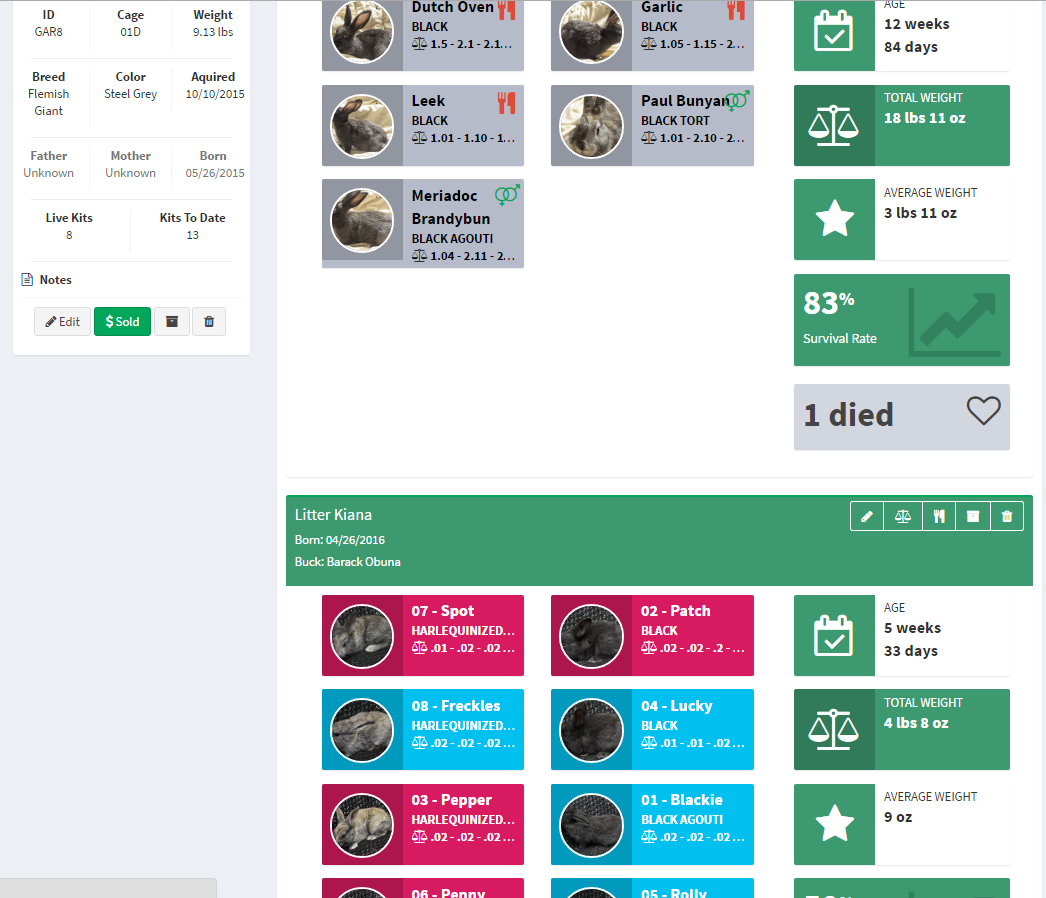 ID
Cage
Weight
GAR8
01D
9.13 lbs
Breed
Color
Aquired
Flemish
Giant
Steel Grey
10/10/2015
Father
Mother
Born
Unknown
Unknown
05/26/2015
Live Kits
Kits To Date
8
13
Notes
Edit
$ Sold
Dutch Oven
BLACK
1.5 - 2.1 - 2.1...
Garlic
BLACK
1.05 - 1.15 - 2...
Leek
BLACK
1.01 - 1.10 - 1...
Paul Bunyan
BLACK TORT
1.01 - 2.10 - 2...
Meriadoc
Brandybun
BLACK AGOUTI
1.04 - 2.11 - 2...
AGE
12 weeks
84 days
TOTAL WEIGHT
18 lbs 11 oz
AVERAGE WEIGHT
3 lbs 11 oz
83%
Survival Rate
1 died
Litter Kiana
Born: 04/26/2016
Buck: Barack Obuna
07 - Spot
HARLEQUINIZED...
.01 - .02 - .02 ...
02 - Patch
BLACK
.02 - .02 - .2 - ...
08 - Freckles
HARLEQUINIZED...
.02 - .02 - .02 ...
04 - Lucky
BLACK
.01 - .01 - .02 ...
03 - Pepper
HARLEQUINIZED...
.02 - .02 - .02 ...
01 - Blackie
BLACK AGOUTI
.02 - .02 - .02 ...
06 - Penny
05 - Rolly
AGE
5 weeks
33 days
TOTAL WEIGHT
4 lbs 8 oz
AVERAGE WEIGHT
9 oz